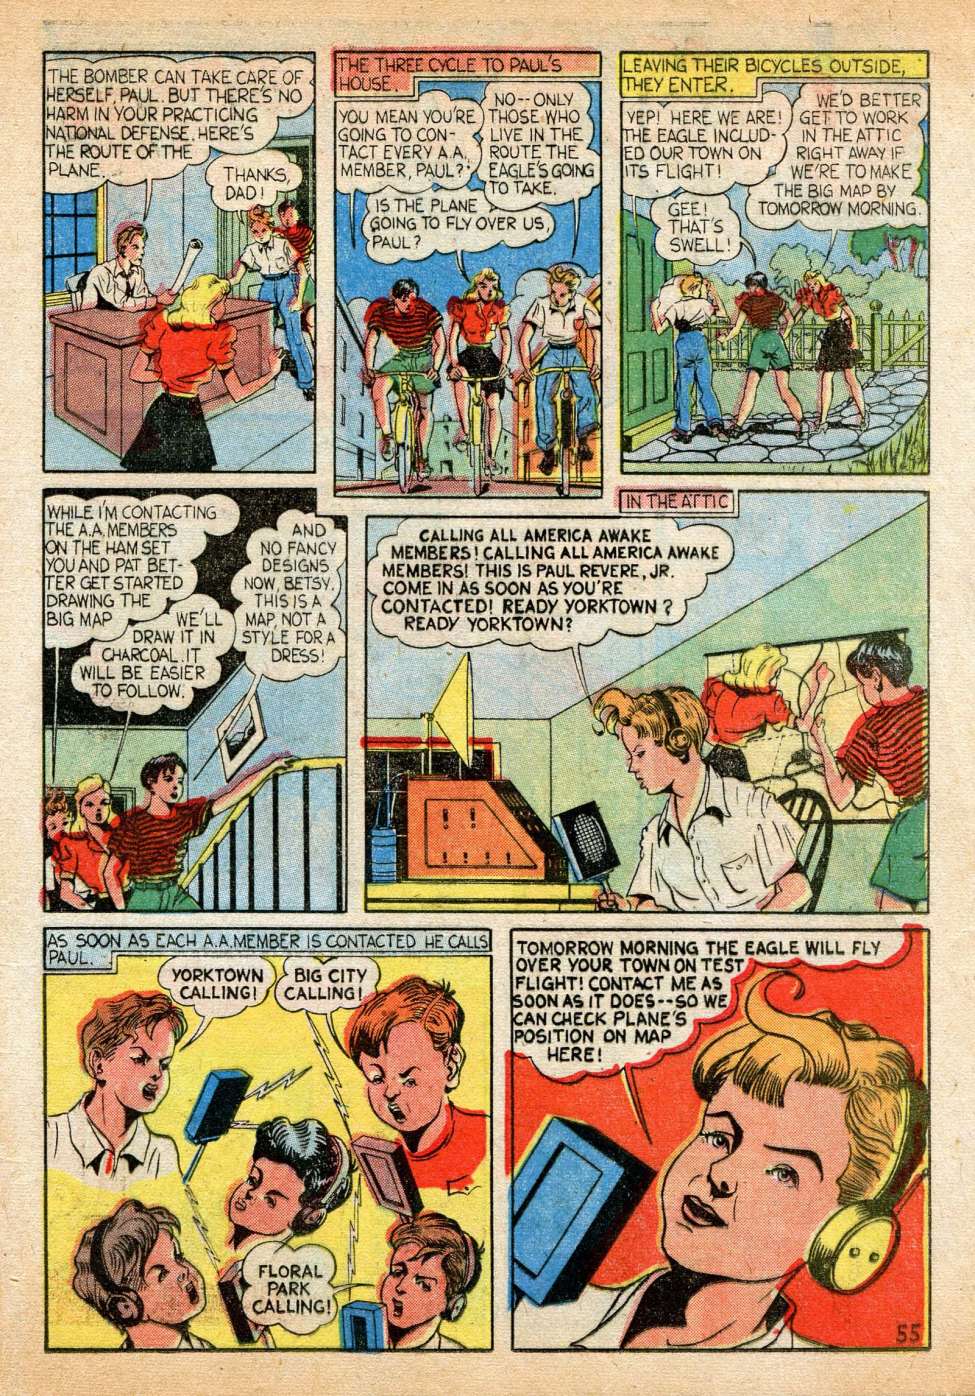 THE BOMBER CAN TAKE CARE OF
HERSELF, PAUL. BUT THERE'S NO
HARM IN YOUR PRACTICING
NATIONAL DEFENSE. HERE'S
THE ROUTE OF THE
PLANE.
THANKS,
DAD!
THE THREE CYCLE TO PAUL'S
HOUSE.
YOU MEAN YOU'RE
GOING TO CON-
TACT EVERY A.A.
MEMBER, PAUL?
NO--ONLY
THOSE WHO
LIVE IN THE
ROUTE THE
EAGLE'S GOING
TO TAKE.
IS THE PLANE
GOING TO FLY OVER US,
PAUL?
LEAVING THEIR BICYCLES OUTSIDE,
THEY ENTER.
YEP! HERE WE ARE!
THE EAGLE INCLUD-
ED OUR TOWN ON
ITS FLIGHT!
GEE!
THAT'S
SWELL!
WE'D BETTER
GET TO WORK
IN THE ATTIC
RIGHT AWAY IF
WE'RE TO MAKE
THE BIG MAP BY
TOMORROW MORNING.
WHILE I'M CONTACTING
THE A.A. MEMBERS
ON THE HAM SET
YOU AND PAT BET-
TER GET STARTED
DRAWING THE
BIG MAP
WE'LL
DRAW IT IN
CHARCOAL. IT
WILL BE EASIER
TO FOLLOW.
AND
NO FANCY
DESIGNS
NOW, BETSY.
THIS IS A
MAP, NOT A
STYLE FOR A
DRESS!
IN THE ATTIC
CALLING ALL AMERICA AWAKE
MEMBERS! CALLING ALL AMERICA AWAKE
MEMBERS! THIS IS PAUL REVERE, JR.
COME IN AS SOON AS YOU'RE
CONTACTED! READY YORKTOWN?
READY YORKTOWN?
AS SOON AS EACH A.A. MEMBER IS CONTACTED HE CALLS
PAUL.
YORKTOWN
CALLING!
BIG CITY
CALLING!
FLORAL
PARK
CALLING!
TOMORROW MORNING THE EAGLE WILL FLY
OVER YOUR TOWN ON TEST
FLIGHT! CONTACT ME AS
SOON AS IT DOES--SO WE
CAN CHECK PLANE'S
POSITION ON MAP
HERE!
55